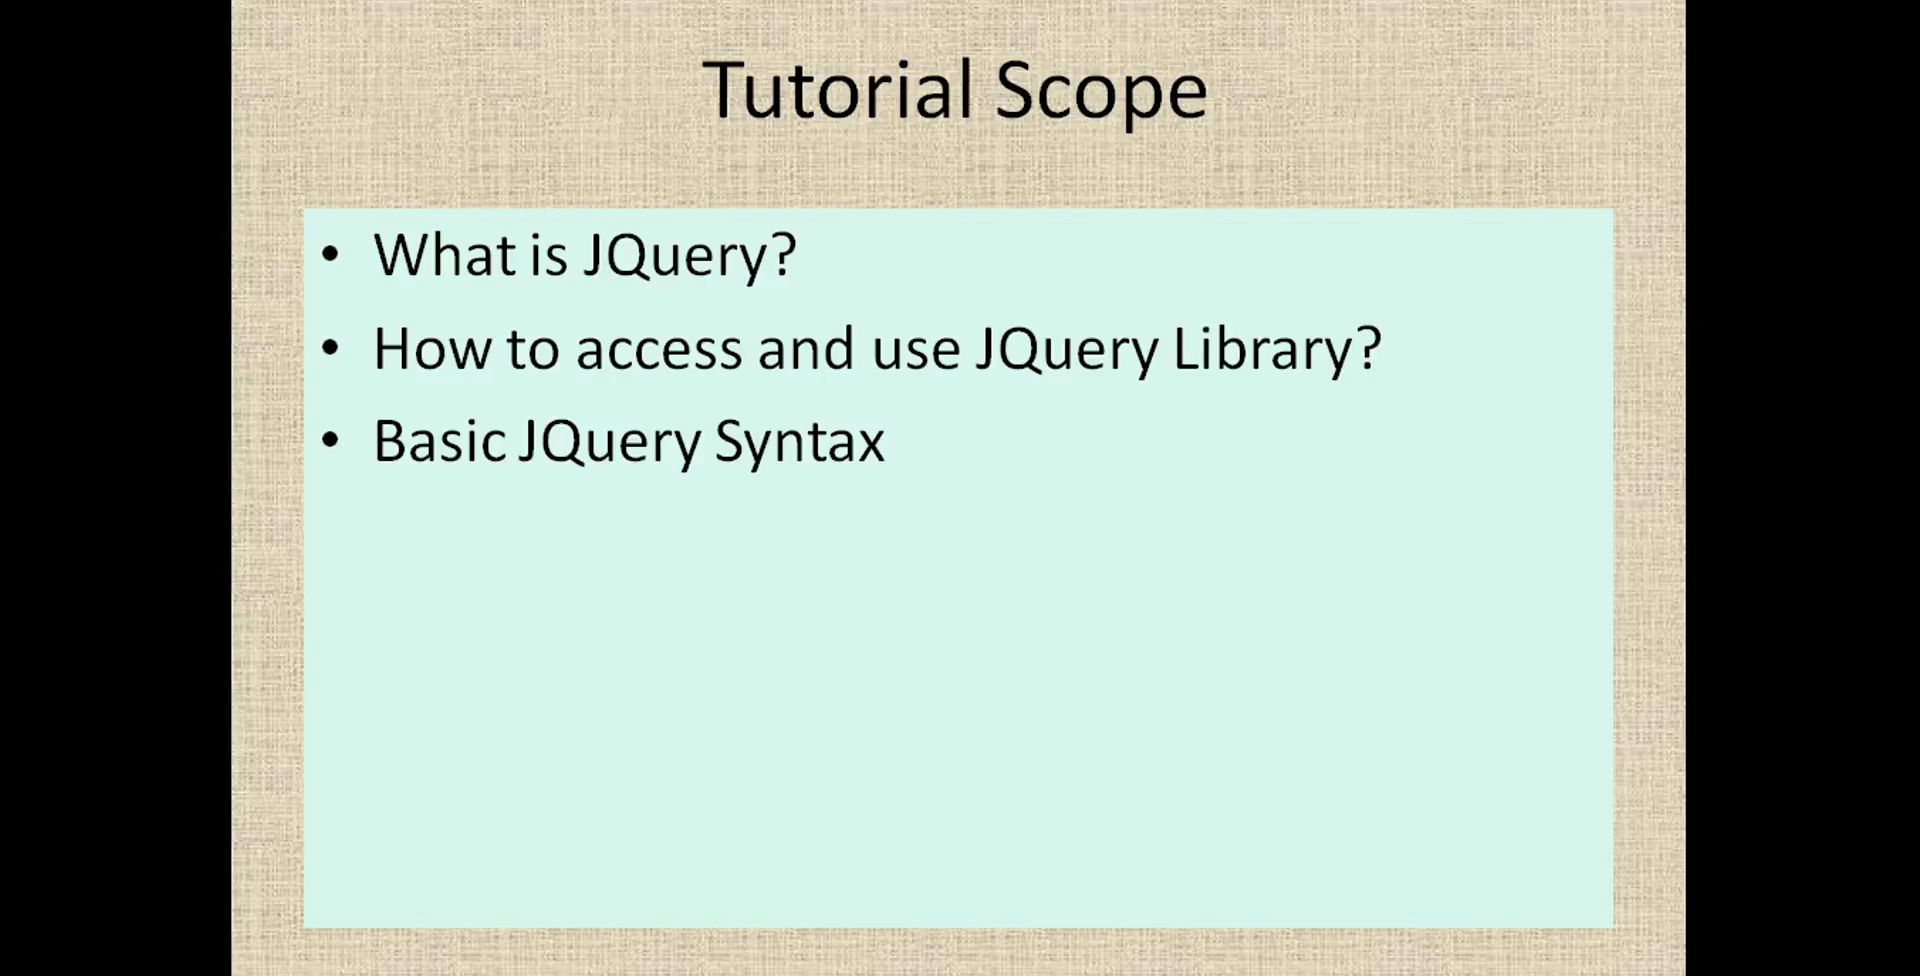 Tutorial Scope
• What is JQuery?
• How to access and use JQuery Library?
• Basic JQuery Syntax